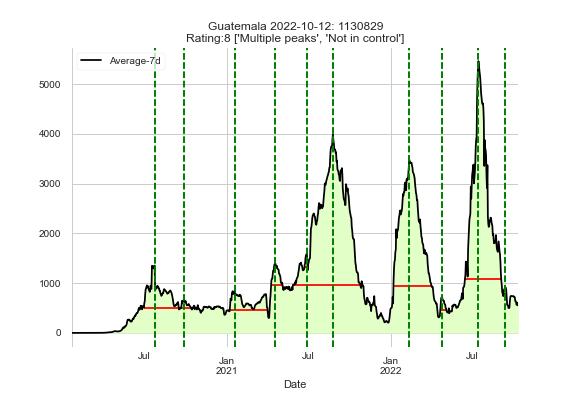 Guatemala 2022-10-12: 1130829
Rating:8 ['Multiple peaks', 'Not in control']
Average-7d
5000
4000
3000
2000
1000
0
Jul
Jan
2021
Jul
Jan
2022
Jul
Date